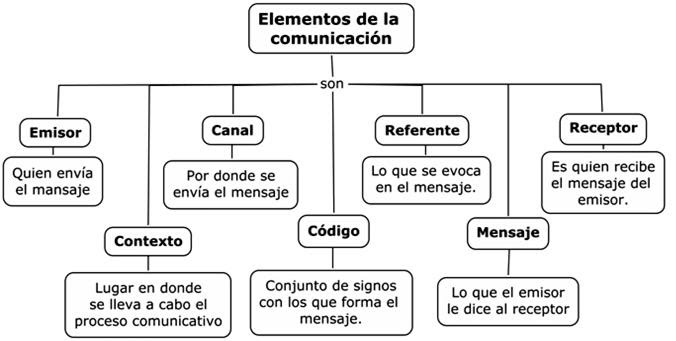 Elementos de la
comunicación
son
Emisor
Quien envía
el mansaje
Canal
Por donde se
envía el mensaje
Referente
Lo que se evoca
en el mensaje.
Receptor
Es quien recibe
el mensaje del
emisor.
Contexto
Lugar en donde
se lleva a cabo el
proceso comunicativo
Código
Conjunto de signos
con los que forma el
mensaje.
Mensaje
Lo que el emisor
le dice al receptor